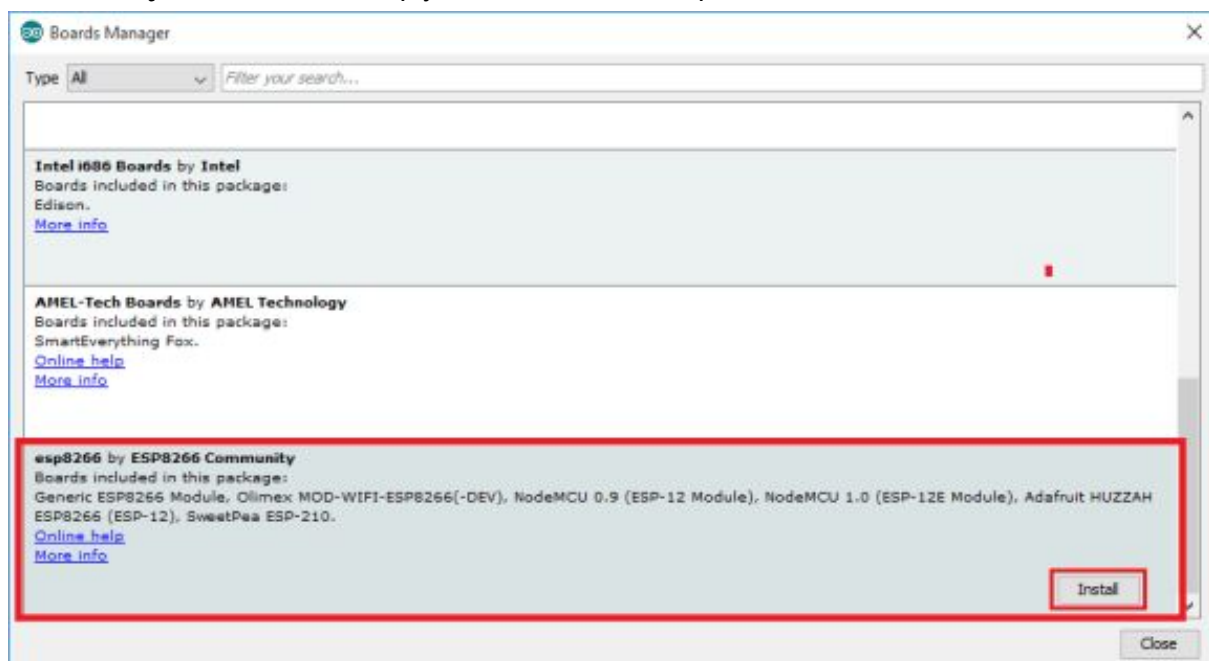 Boards Manager
Type All Filter your search...
Intel i686 Boards by Intel
Boards included in this package:
Edison.
More info
AMEL-Tech Boards by AMEL Technology
Boards included in this package:
SmartEverything Fox.
Online help
More info
esp8266 by ESP8266 Community
Boards included in this package:
Generic ESP8266 Module, Olimex MOD-WIFI-ESP8266(-DEV), NodeMCU 0.9 (ESP-12 Module), NodeMCU 1.0 (ESP-12E Module), Adafruit HUZZAH
ESP8266 (ESP-12), SweetPea ESP-210.
Online help
More info
Install
Close